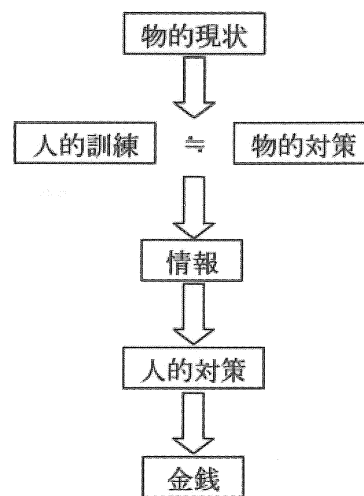 物的現状
人的訓練 ≒ 物的対策
情報
人的対策
金銭